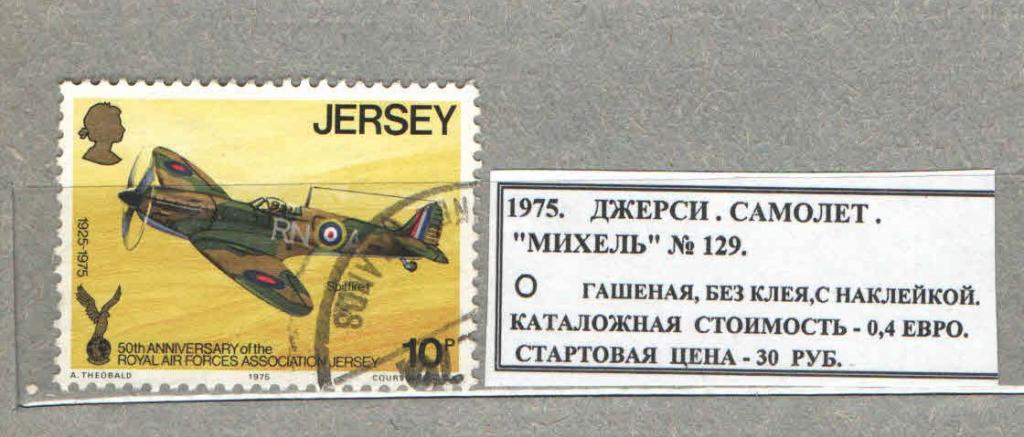 JERSEY
1925-1975
RN A
Spitfire I
50th ANNIVERSARY of the
ROYAL AIR FORCES ASSOCIATION JERSEY
10P
A. THEOBALD 1975
1975. ДЖЕРСИ . САМОЛЕТ .
"МИХЕЛЬ" № 129.
О ГАШЕНАЯ, БЕЗ КЛЕЯ,С НАКЛЕЙКОЙ.
КАТАЛОЖНАЯ СТОИМОСТЬ - 0,4 ЕВРО.
СТАРТОВАЯ ЦЕНА - 30 РУБ.